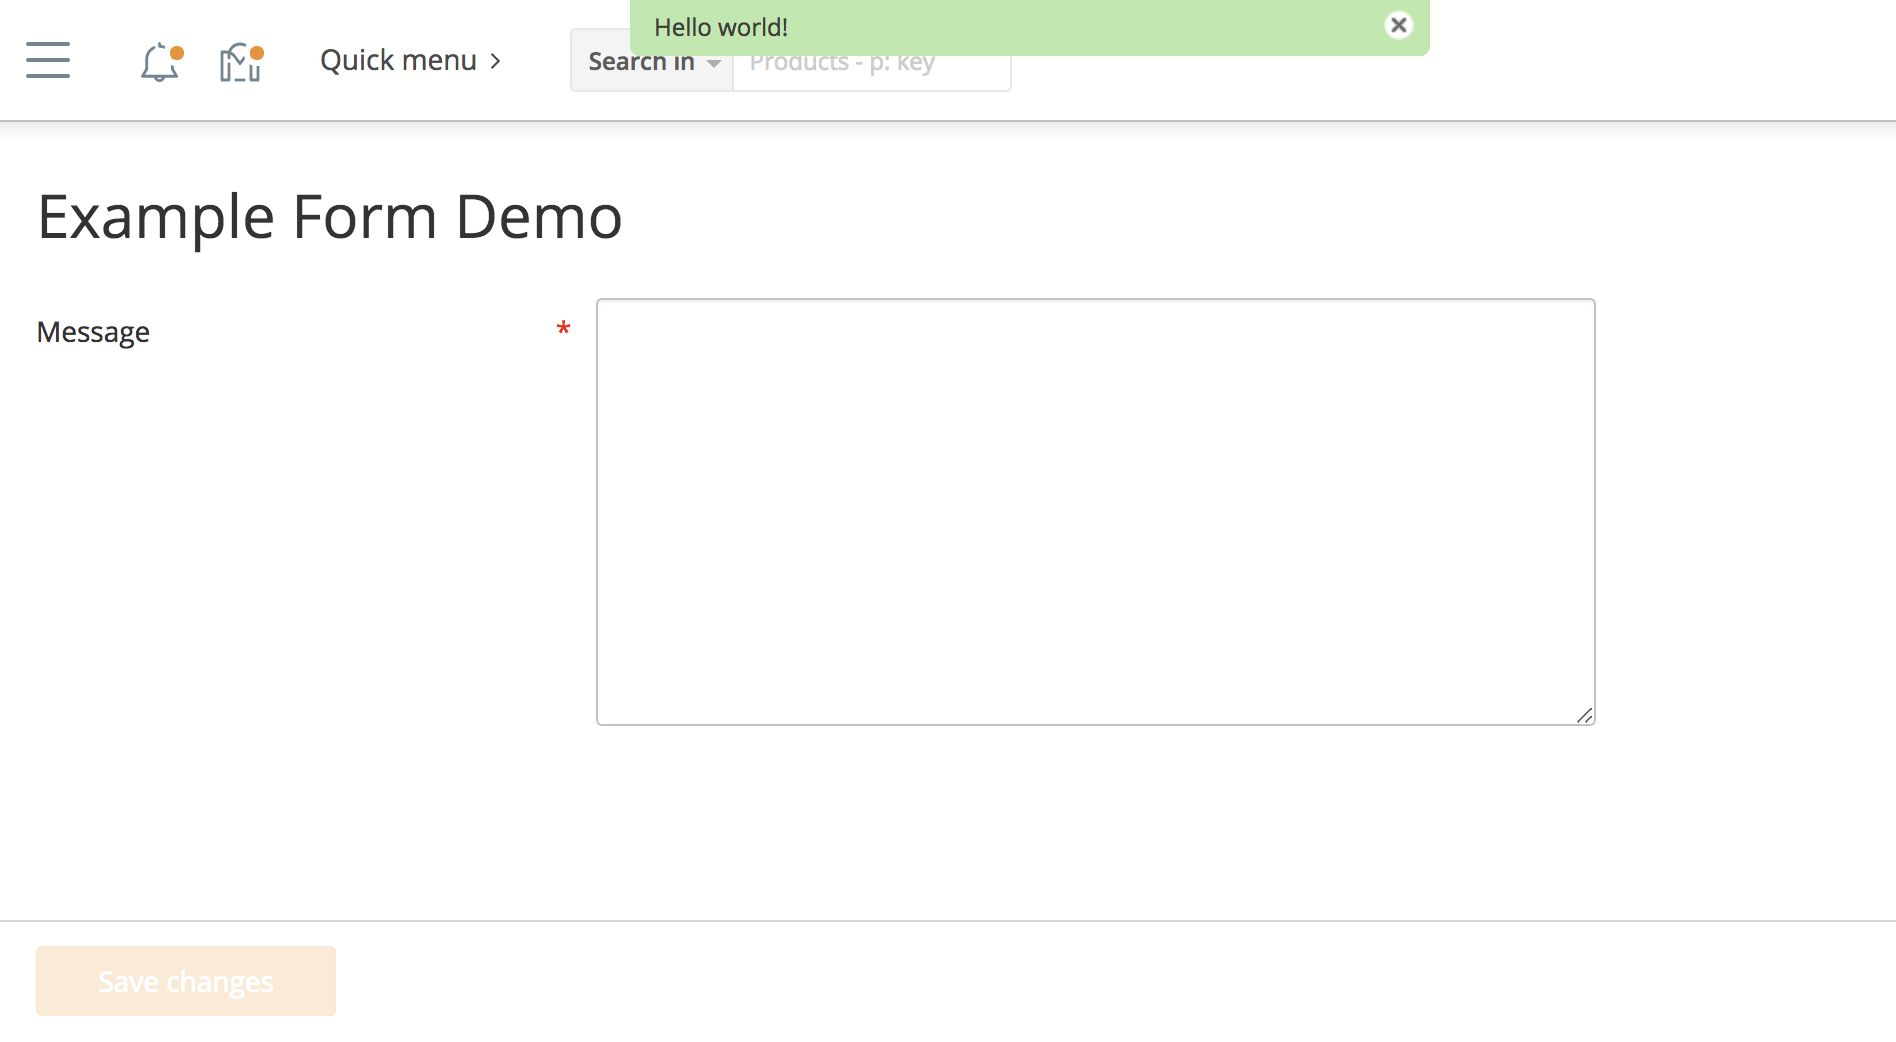 Hello world!
Quick menu
Search in
Products - p: key
Example Form Demo
Message *
Save changes